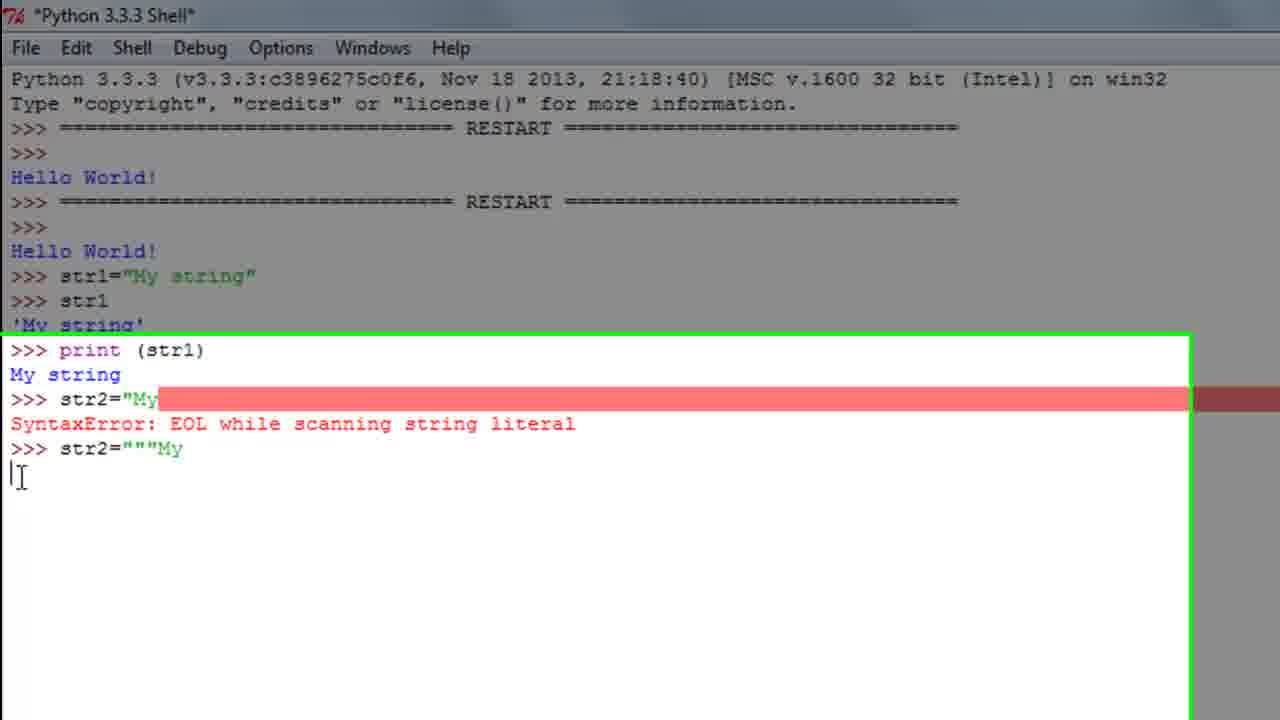 *Python 3.3.3 Shell*
File Edit Shell Debug Options Windows Help
Python 3.3.3 (v3.3.3:c3896275c0f6, Nov 18 2013, 21:18:40) [MSC v.1600 32 bit (Intel)] on win32
Type "copyright", "credits" or "license()" for more information.
>>> ================================ RESTART ================================
>>>
Hello World!
>>> ================================ RESTART ================================
>>>
Hello World!
>>> str1="My string"
>>> str1
'My string'
>>> print (str1)
My string
>>> str2="My
SyntaxError: EOL while scanning string literal
>>> str2="""My